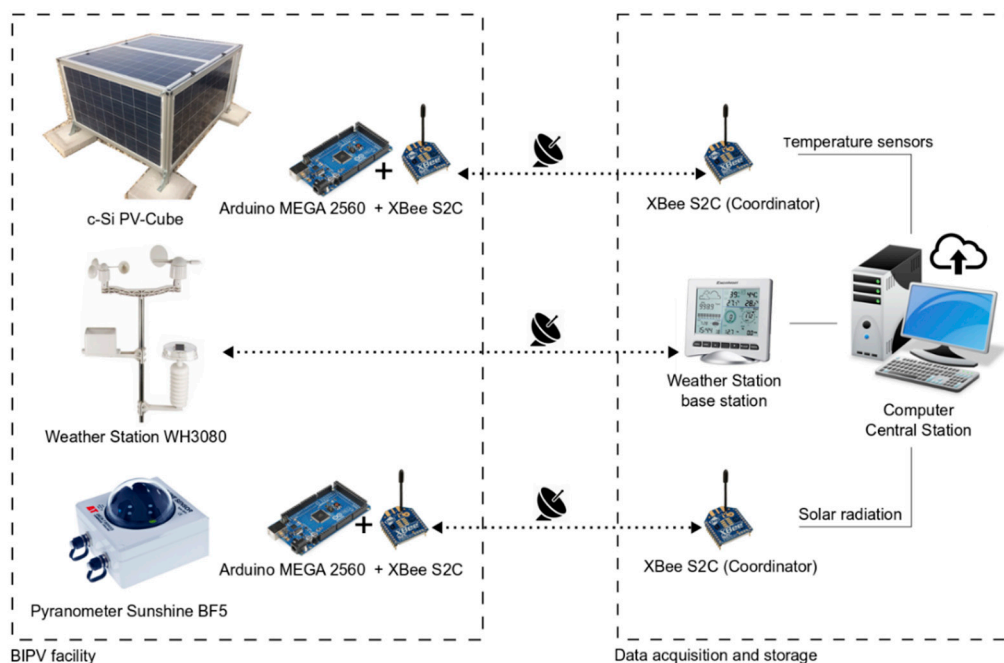 Temperature sensors
c-Si PV-Cube
Arduino MEGA 2560 + XBee S2C
XBee S2C (Coordinator)
Weather Station WH3080
Weather Station
base station
Computer
Central Station
Solar radiation
Arduino MEGA 2560 + XBee S2C
XBee S2C (Coordinator)
Pyranometer Sunshine BF5
BIPV facility
Data acquisition and storage